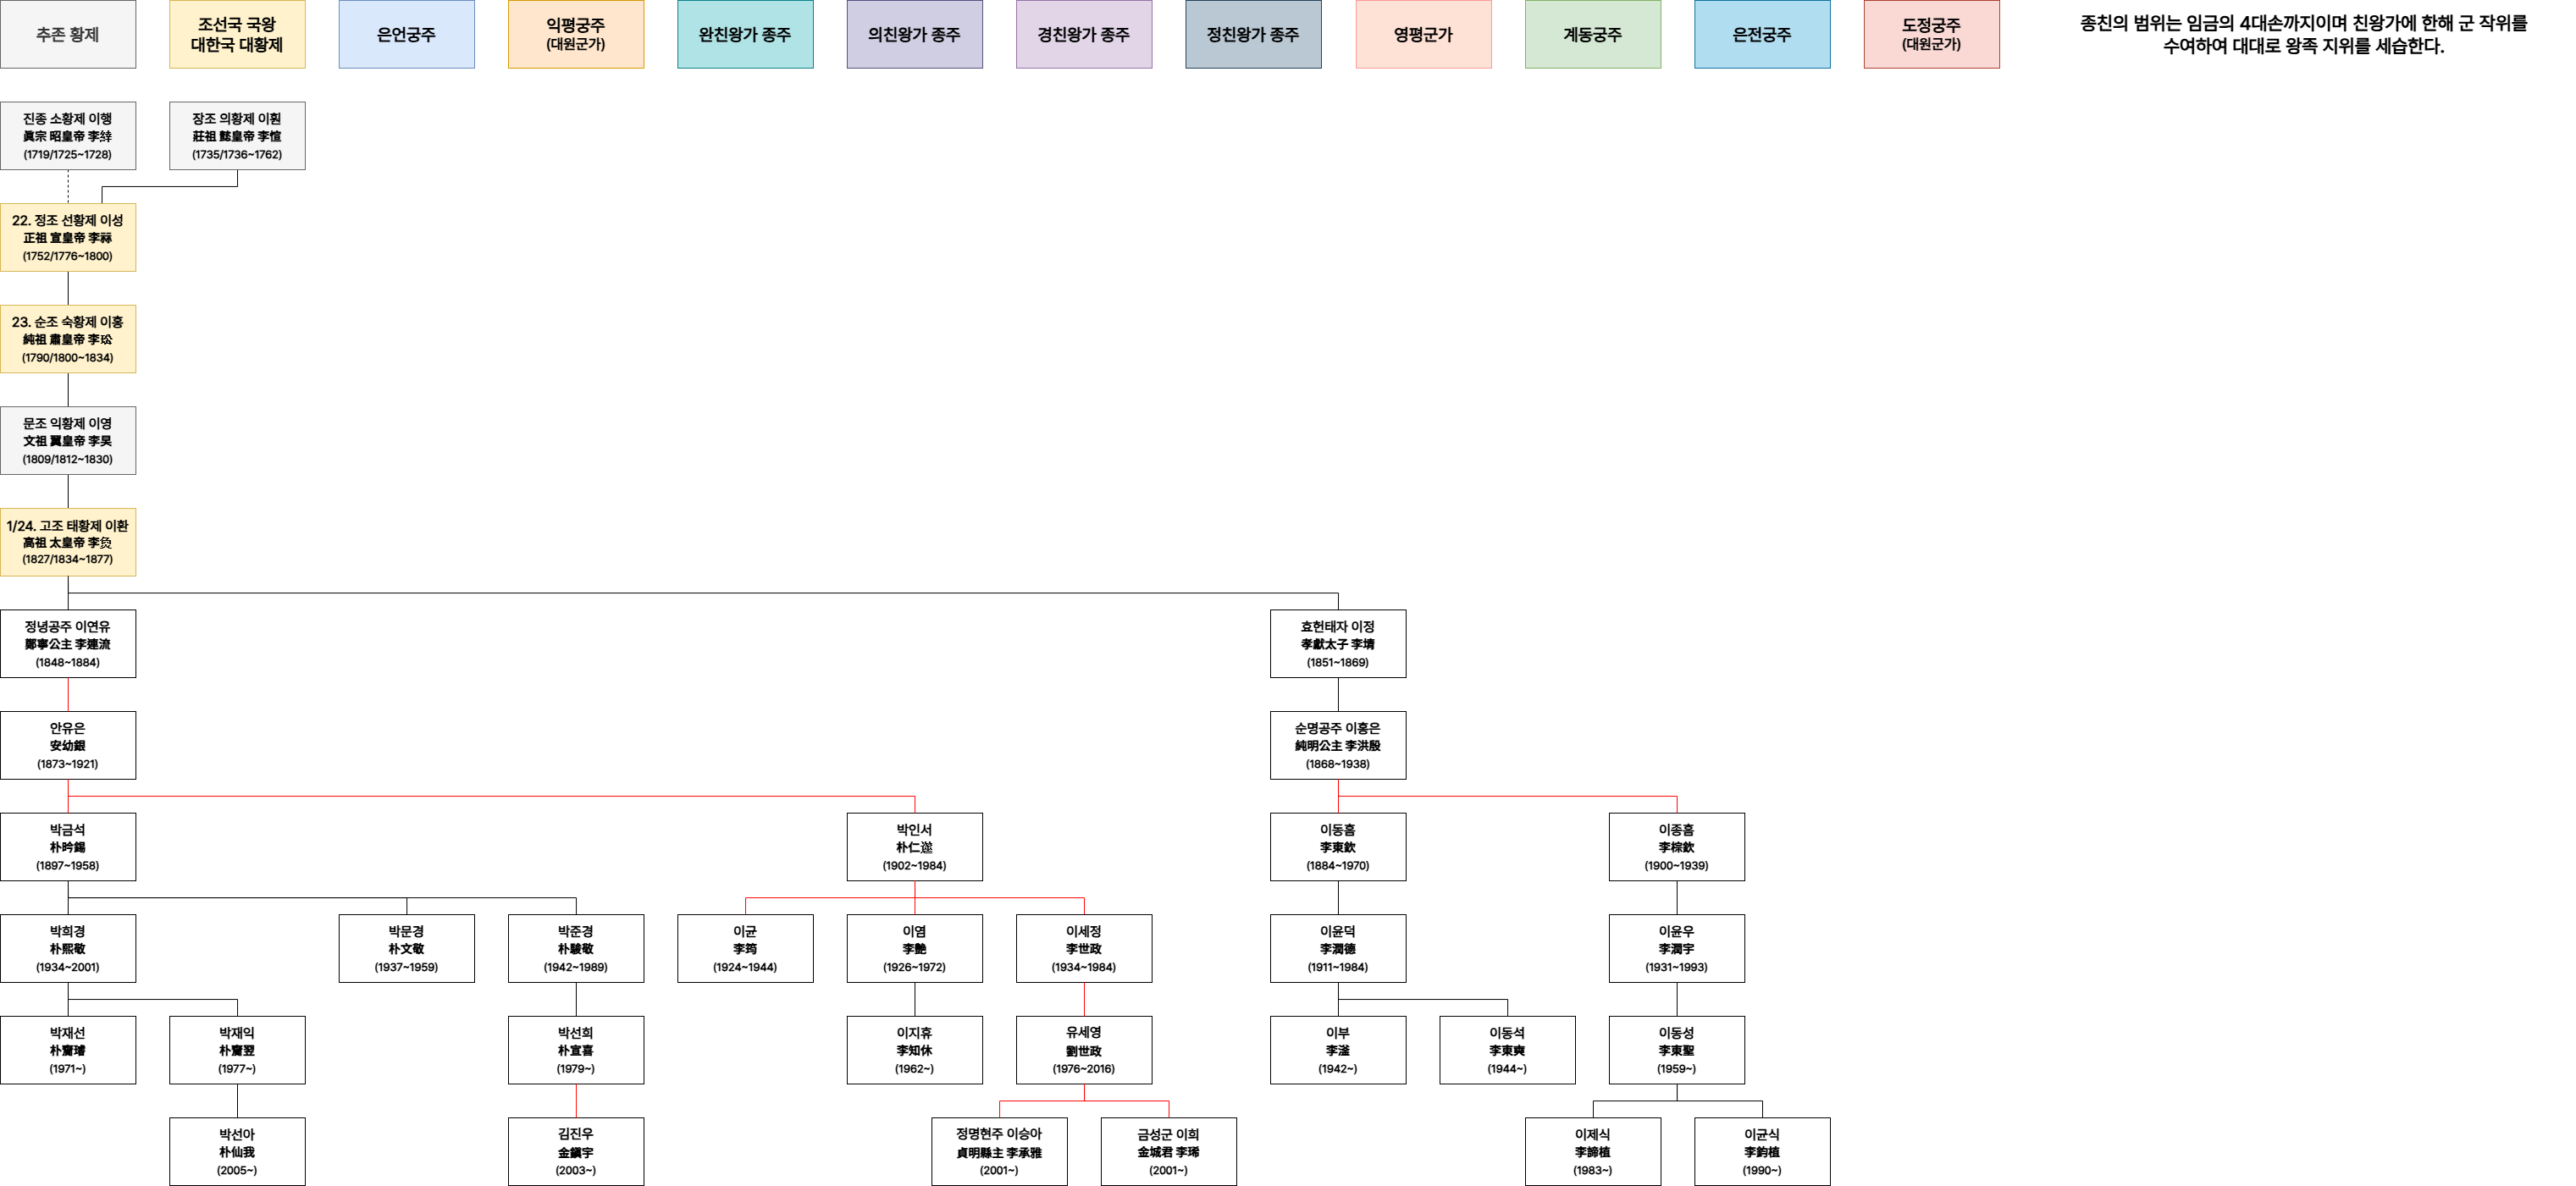 추존 황제
조선국 국왕
대한국 대황제
은언궁주
익평궁주
(대원군가)
완친왕가 종주
의친왕가 종주
경친왕가 종주
정친왕가 종주
영평군가
계동궁주
은전궁주
도정궁주
(대원군가)
종친의 범위는 임금의 4대손까지이며 친왕가에 한해 군 작위를
수여하여 대대로 왕족 지위를 세습한다.
진종 소황제 이행
眞宗 昭皇帝 李緈
(1719/1725~1728)
장조 의황제 이훤
莊祖 懿皇帝 李愃
(1735/1736~1762)
22. 정조 선황제 이성
正祖 宣皇帝 李祘
(1752/1776~1800)
23. 순조 숙황제 이홍
純祖 肅皇帝 李玜
(1790/1800~1834)
문조 익황제 이영
文祖 翼皇帝 李旲
(1809/1812~1830)
1/24. 고조 태황제 이환
高祖 太皇帝 李奐
(1827/1834~1877)
정녕공주 이연유
鄭寧公主 李連流
(1848~1884)
효헌태자 이정
孝獻太子 李埥
(1851~1869)
안유은
安幼銀
(1873~1921)
순명공주 이홍은
純明公主 李洪殷
(1868~1938)
박금석
朴昑錫
(1897~1958)
박인서
朴仁遾
(1902~1984)
이동흠
李東欽
(1884~1970)
이종흠
李棕欽
(1900~1939)
박희경
朴熙敬
(1934~2001)
박문경
朴文敬
(1937~1959)
박준경
朴駿敬
(1942~1989)
이균
李筠
(1924~1944)
이염
李艶
(1926~1972)
이세정
李世政
(1934~1984)
이윤덕
李潤德
(1911~1984)
이윤우
李潤宇
(1931~1993)
박재선
朴齎璿
(1971~)
박재익
朴齎翌
(1977~)
박선희
朴宣喜
(1979~)
이지휴
李知休
(1962~)
유세영
劉世政
(1976~2016)
이부
李滏
(1942~)
이동석
李東奭
(1944~)
이동성
李東聖
(1959~)
박선아
朴仙我
(2005~)
김진우
金鎭宇
(2003~)
정명현주 이승아
貞明縣主 李承雅
(2001~)
금성군 이희
金城君 李琋
(2001~)
이제식
李諦植
(1983~)
이균식
李鈞植
(1990~)